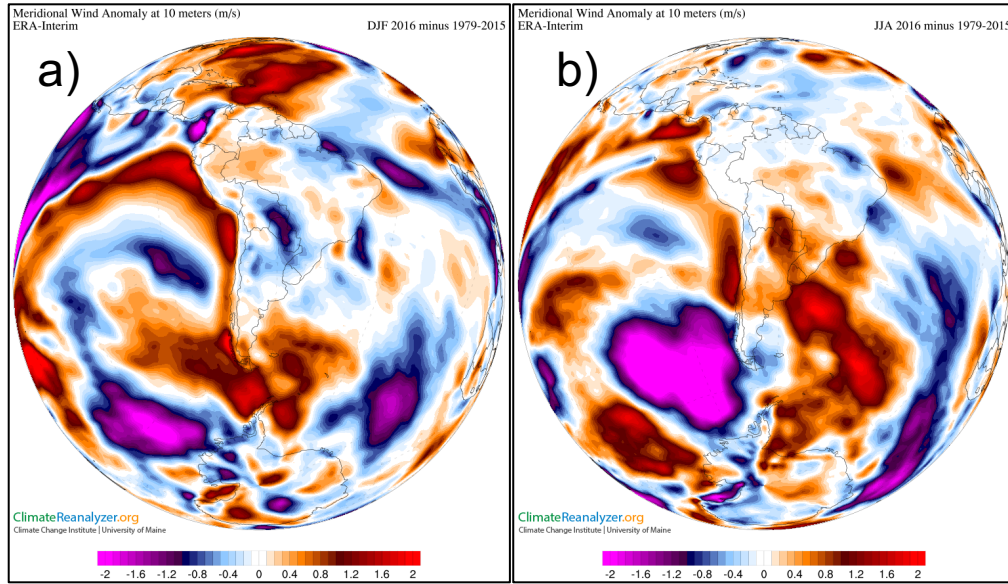 Meridional Wind Anomaly at 10 meters (m/s)
ERA-Interim DJF 2016 minus 1979-2015
a)
ClimateReanalyzer.org
Climate Change Institute | University of Maine
-2 -1.6 -1.2 -0.8 -0.4 0 0.4 0.8 1.2 1.6 2
Meridional Wind Anomaly at 10 meters (m/s)
ERA-Interim JJA 2016 minus 1979-2015
b)
ClimateReanalyzer.org
Climate Change Institute | University of Maine
-2 -1.6 -1.2 -0.8 -0.4 0 0.4 0.8 1.2 1.6 2